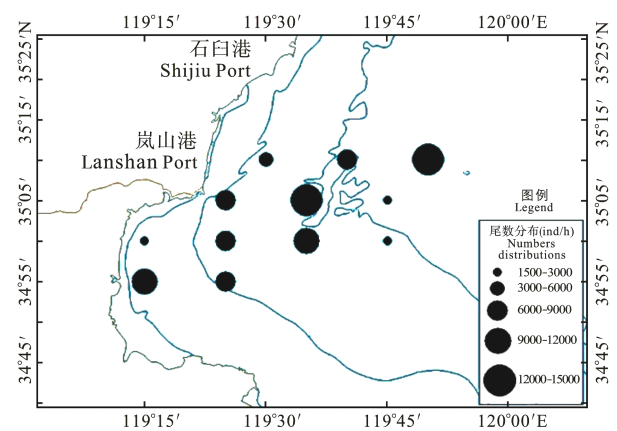 119°15′ 119°30′ 119°45′ 120°00′E
35°25′N
35°15′
35°05′
34°55′
34°45′
石臼港
Shijiu Port
岚山港
Lanshan Port
35°25′N
35°15′
35°05′
34°55′
34°45′
图例
Legend
尾数分布(ind/h)
Numbers
distributions
1500-3000
3000-6000
6000-9000
9000-12000
12000-15000
119°15′ 119°30′ 119°45′ 120°00′E